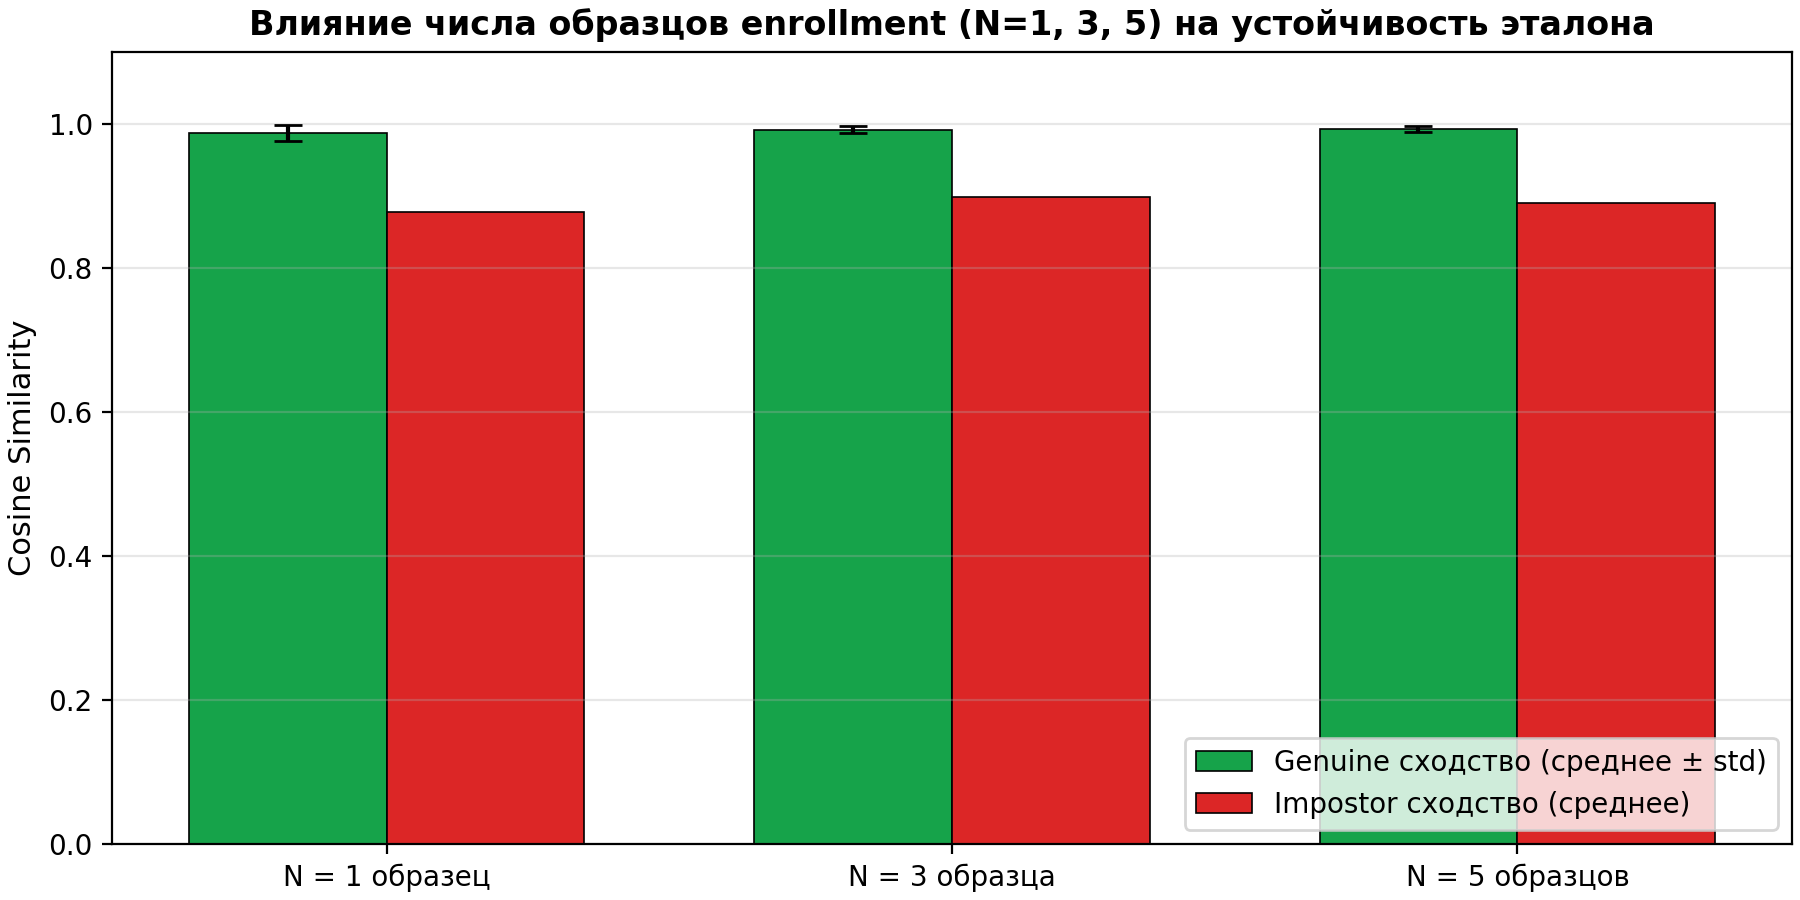 Влияние числа образцов enrollment (N=1, 3, 5) на устойчивость эталона
Cosine Similarity
1.0
0.8
0.6
0.4
0.2
0.0
Genuine сходство (среднее ± std)
Impostor сходство (среднее)
N = 1 образец
N = 3 образца
N = 5 образцов